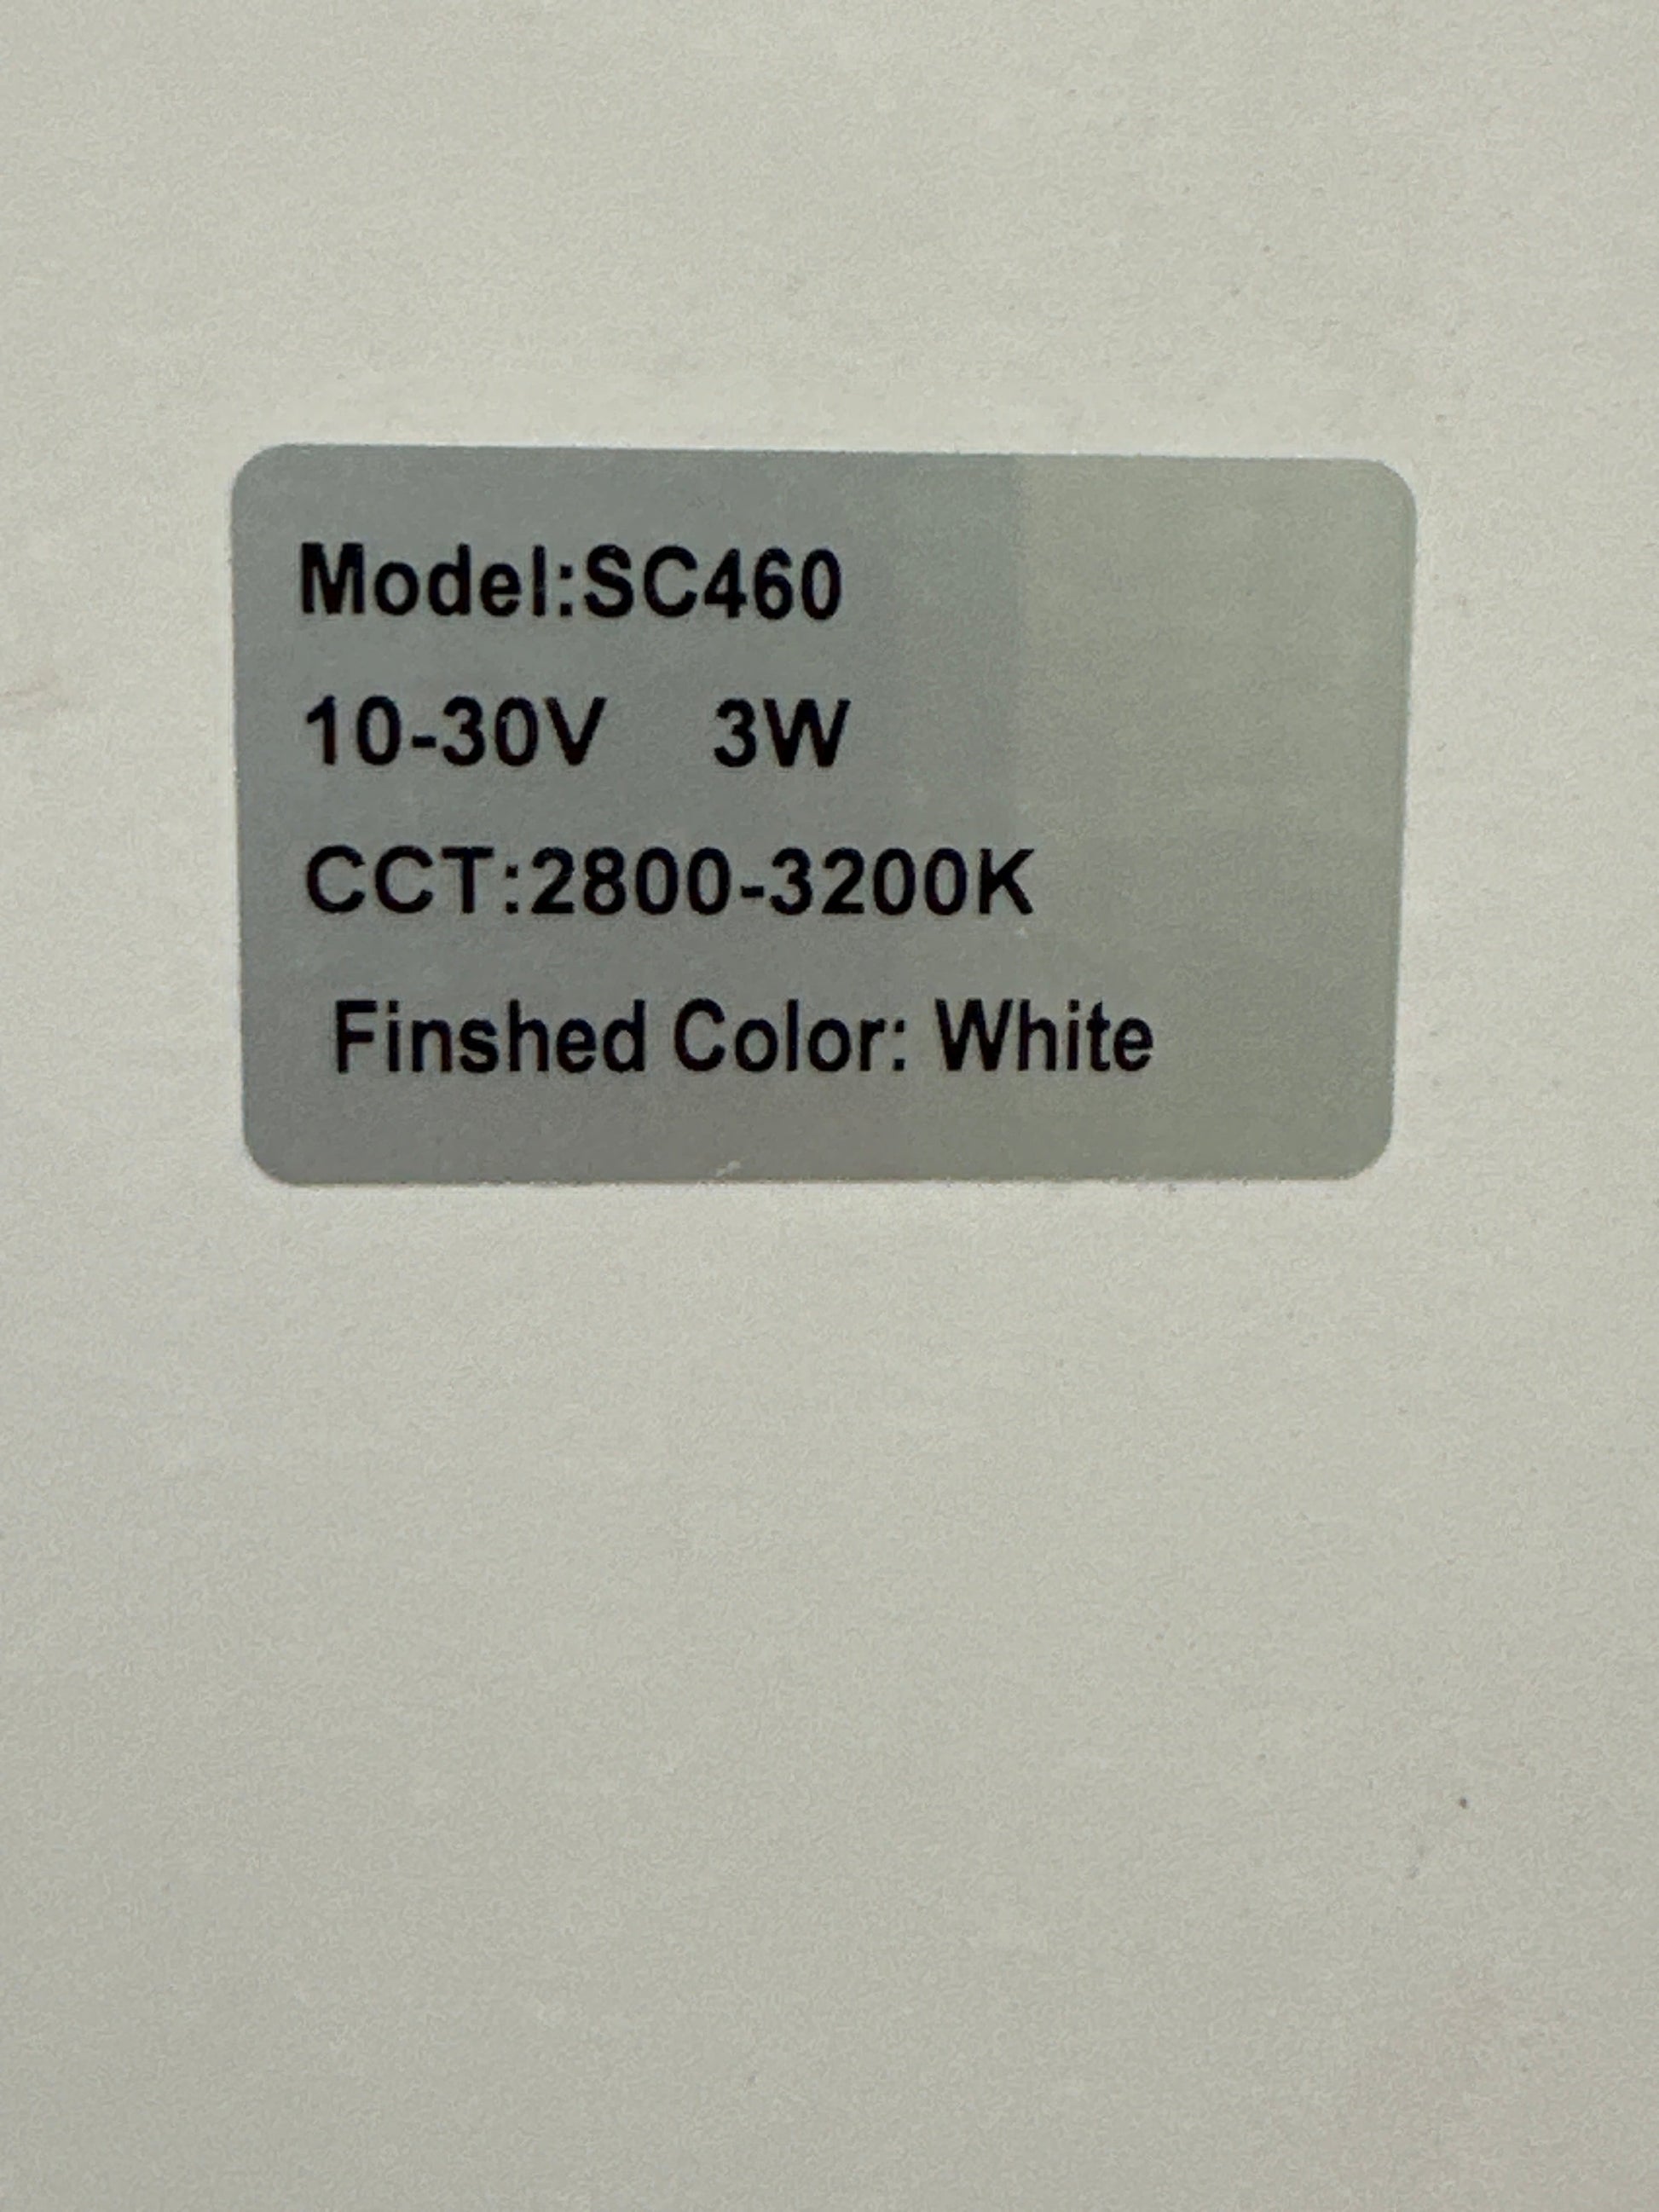 Model:SC460
10-30V 3W
CCT:2800-3200K
Finshed Color: White